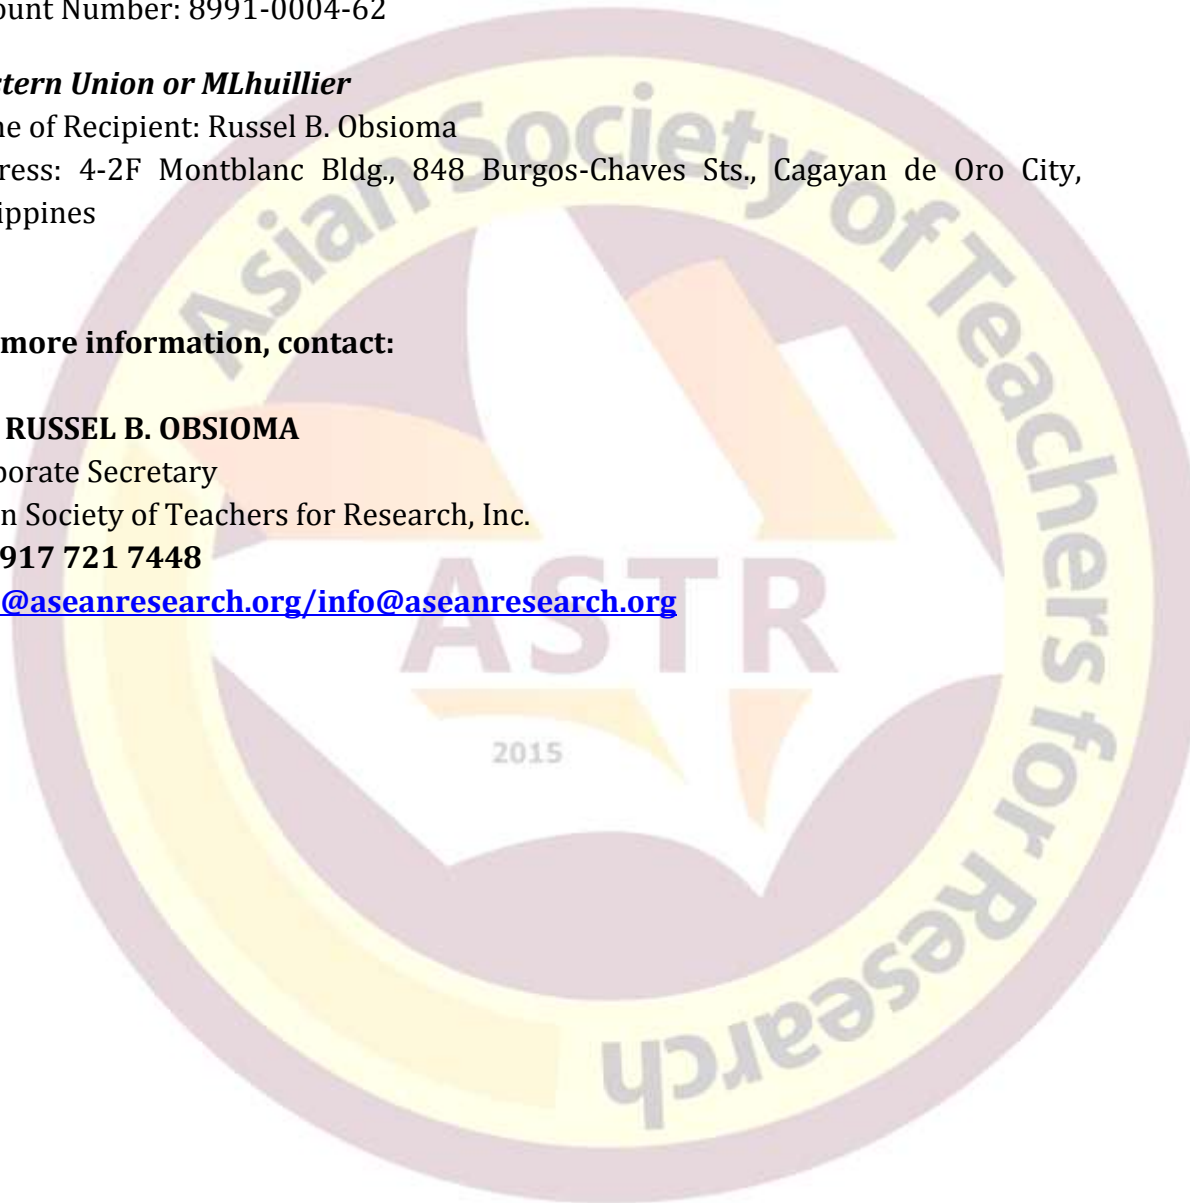 ount Number: 8991-0004-62
stern Union or MLhuillier
ne of Recipient: Russel B. Obsioma
ress: 4-2F Montblanc Bldg., 848 Burgos-Chaves Sts., Cagayan de Oro City,
ippines
more information, contact:
RUSSEL B. OBSIOMA
porate Secretary
n Society of Teachers for Research, Inc.
917 721 7448
@aseanresearch.org/info@aseanresearch.org
Asian Society of Teachers for Research
ASTR
2015